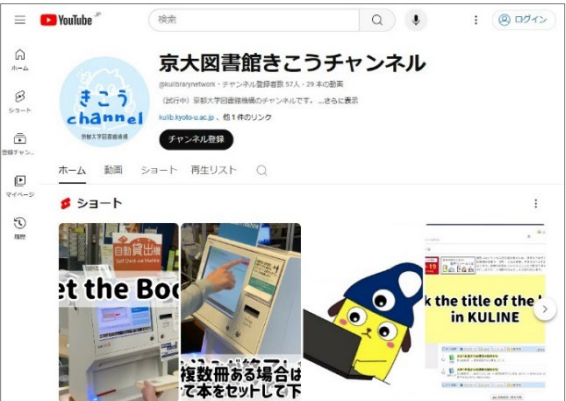 YouTube JP
検索
ログイン
ホーム
ショート
登録チャン...
マイページ
履歴
きこう
channel
京都大学図書館機構
京大図書館きこうチャンネル
@kulibrarynetwork・チャンネル登録者数 57人・29 本の動画
（試行中）京都大学図書館機構のチャンネルです。 ...さらに表示
kulib.kyoto-u.ac.jp 、他 1 件のリンク
チャンネル登録
ホーム 動画 ショート 再生リスト
ショート
自動貸出機
et the Boo
複数冊ある場合は
て本をセットして下
k the title of the
in KULINE